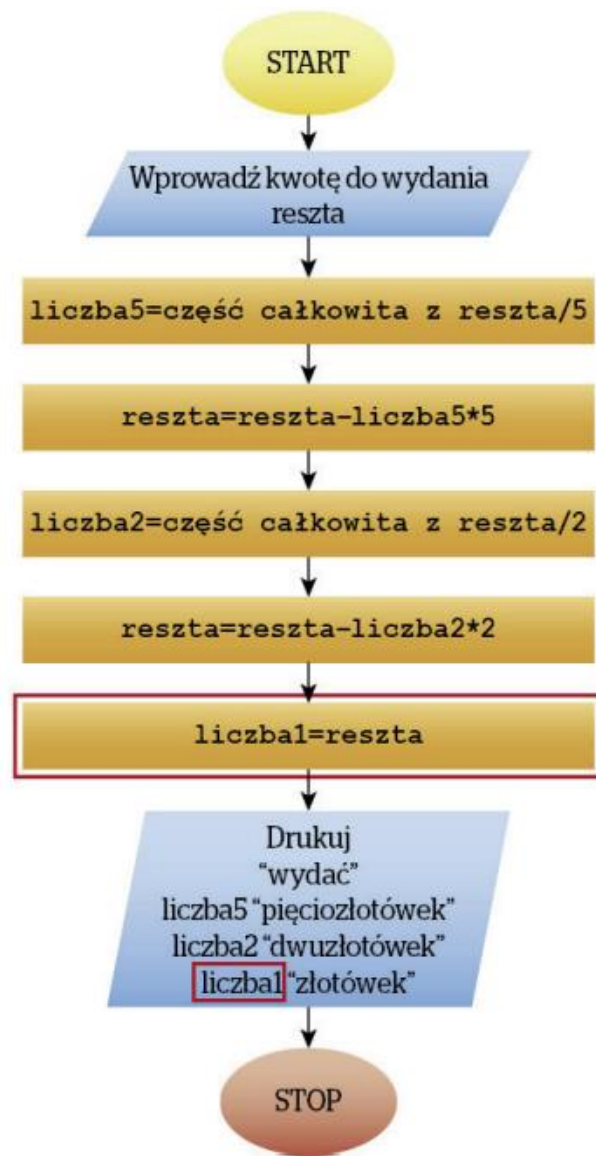 START
Wprowadź kwotę do wydania
reszta
liczba5=część całkowita z reszta/5
reszta=reszta-liczba5*5
liczba2=część całkowita z reszta/2
reszta=reszta-liczba2*2
liczba1=reszta
Drukuj
“wydać”
liczba5 “pięciozłotówek”
liczba2 “dwuzłotówek”
liczba1 “złotówek”
STOP